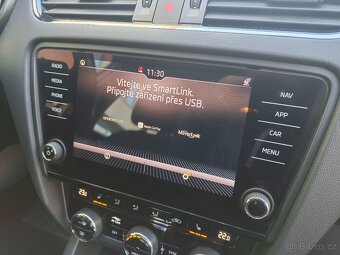 11:30
RADIO
MEDIA
PHONE
VOICE
Vítejte ve SmartLink.
Připojte zařízení přes USB.
MirrorLink
NAV
APP
CAR
MENU
22.0